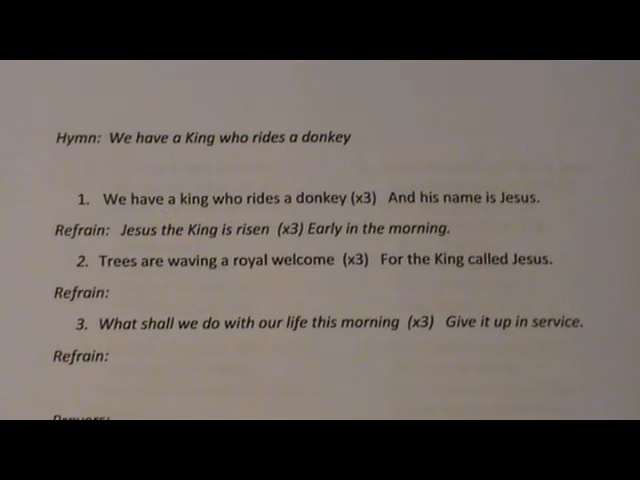 Hymn: We have a King who rides a donkey
1. We have a king who rides a donkey (x3) And his name is Jesus.
Refrain: Jesus the King is risen (x3) Early in the morning.
2. Trees are waving a royal welcome (x3) For the King called Jesus.
Refrain:
3. What shall we do with our life this morning (x3) Give it up in service.
Refrain:
Prayers: